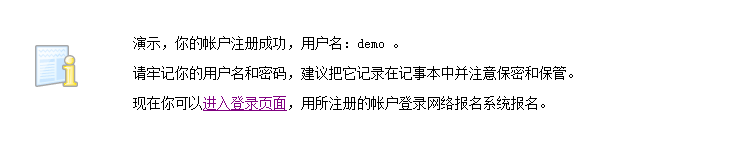 演示，你的帐户注册成功，用户名：demo 。
请牢记你的用户名和密码，建议把它记录在记事本中并注意保密和保管。
现在你可以进入登录页面，用所注册的帐户登录网络报名系统报名。